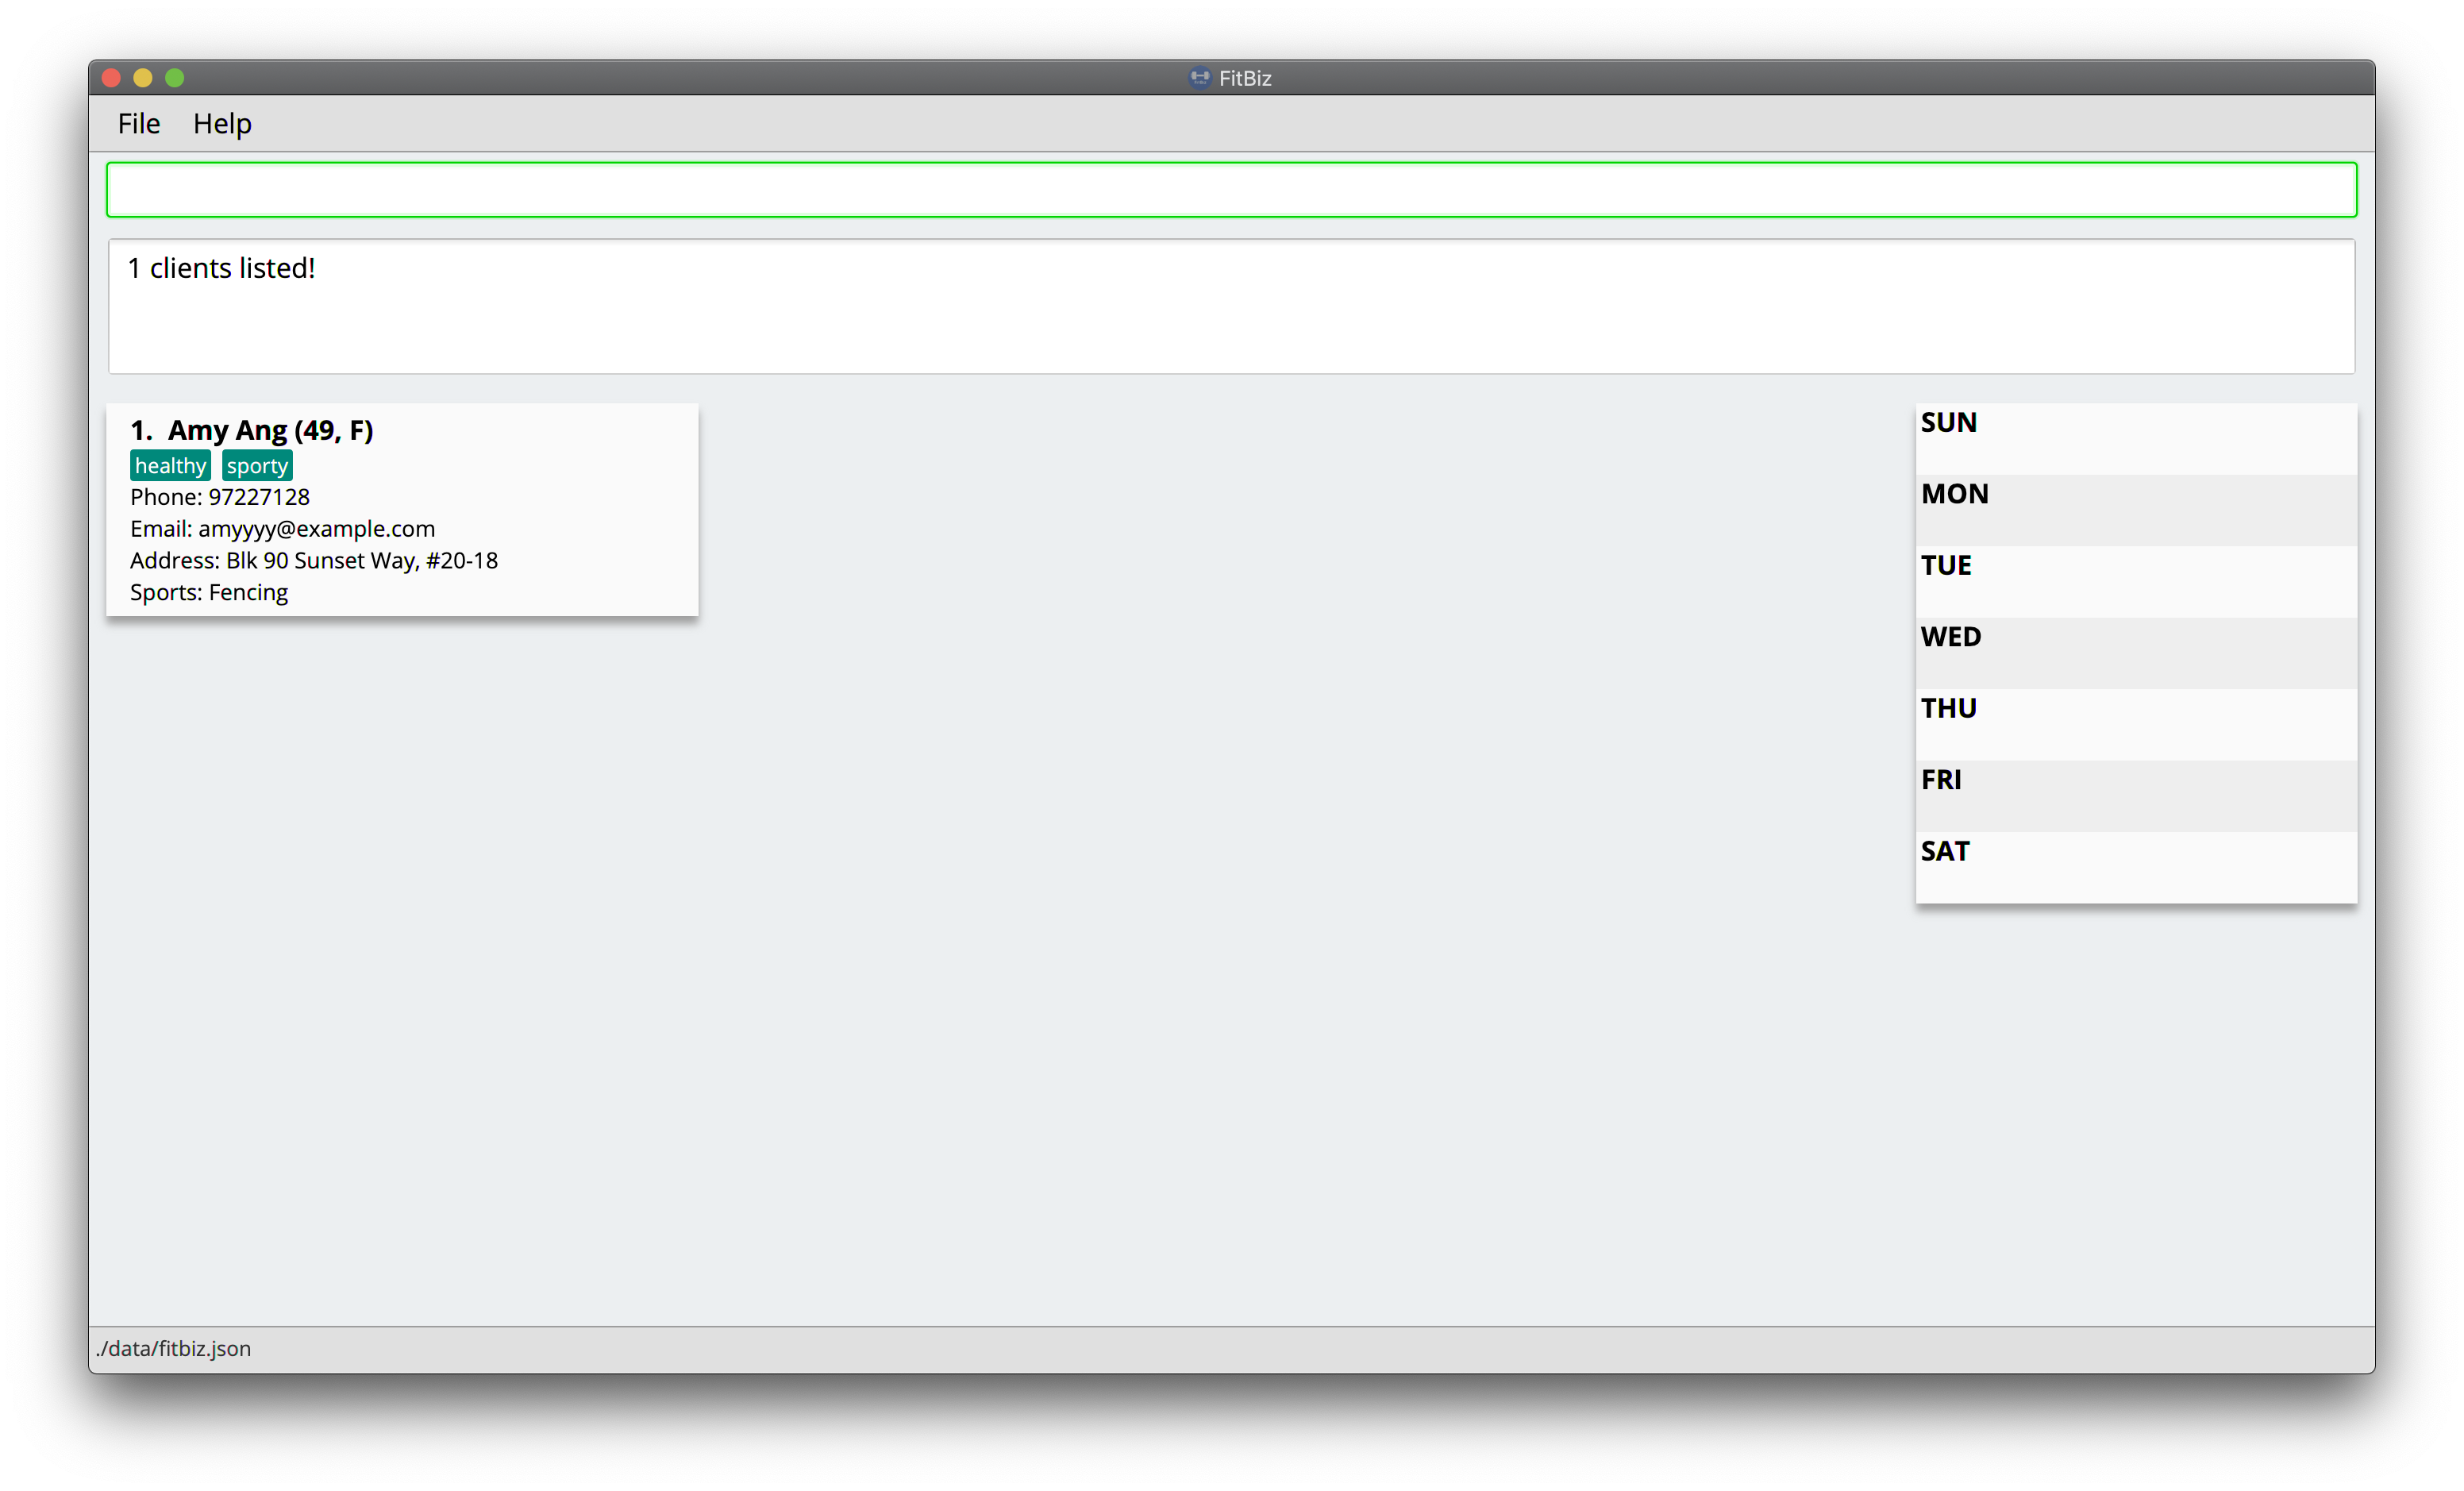 FitBiz
File Help
1 clients listed!
1. Amy Ang (49, F)
healthy sporty
Phone: 97227128
Email: amyyyy@example.com
Address: Blk 90 Sunset Way, #20-18
Sports: Fencing
SUN
MON
TUE
WED
THU
FRI
SAT
./data/fitbiz.json